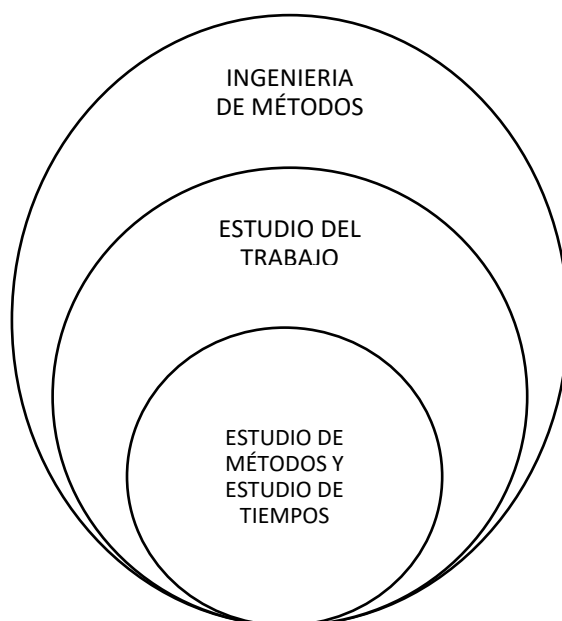 INGENIERIA
DE MÉTODOS
ESTUDIO DEL
TRABAJO
ESTUDIO DE
MÉTODOS Y
ESTUDIO DE
TIEMPOS